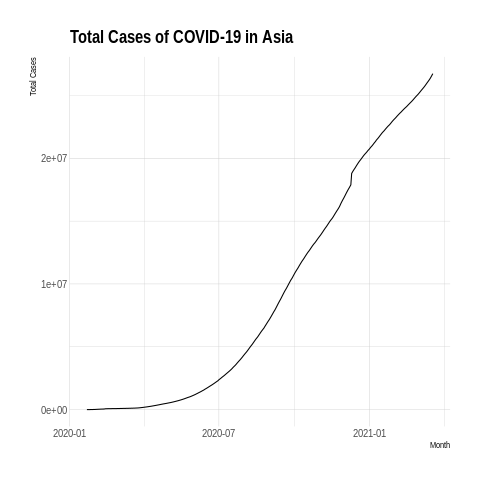 Total Cases of COVID-19 in Asia
Total Cases
2e+07
1e+07
0e+00
2020-01 2020-07 2021-01
Month